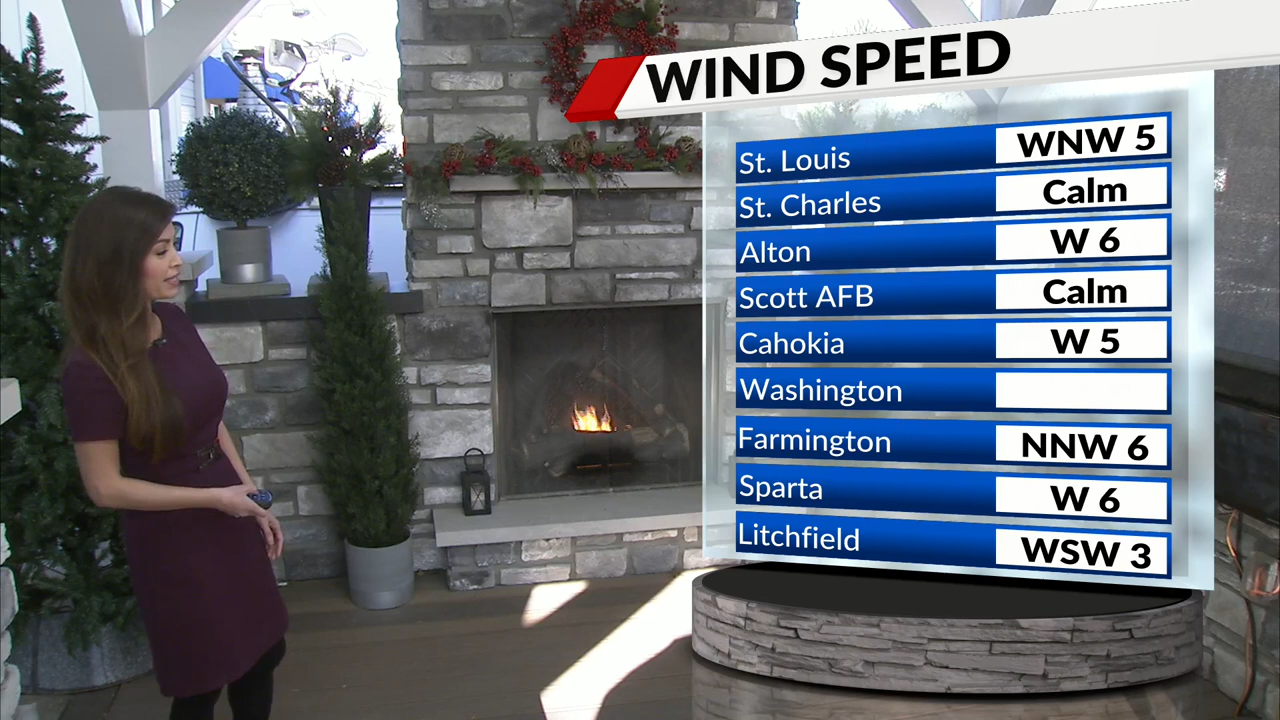 WIND SPEED
St. Louis WNW 5
St. Charles Calm
Alton W 6
Scott AFB Calm
Cahokia W 5
Washington
Farmington NNW 6
Sparta W 6
Litchfield WSW 3